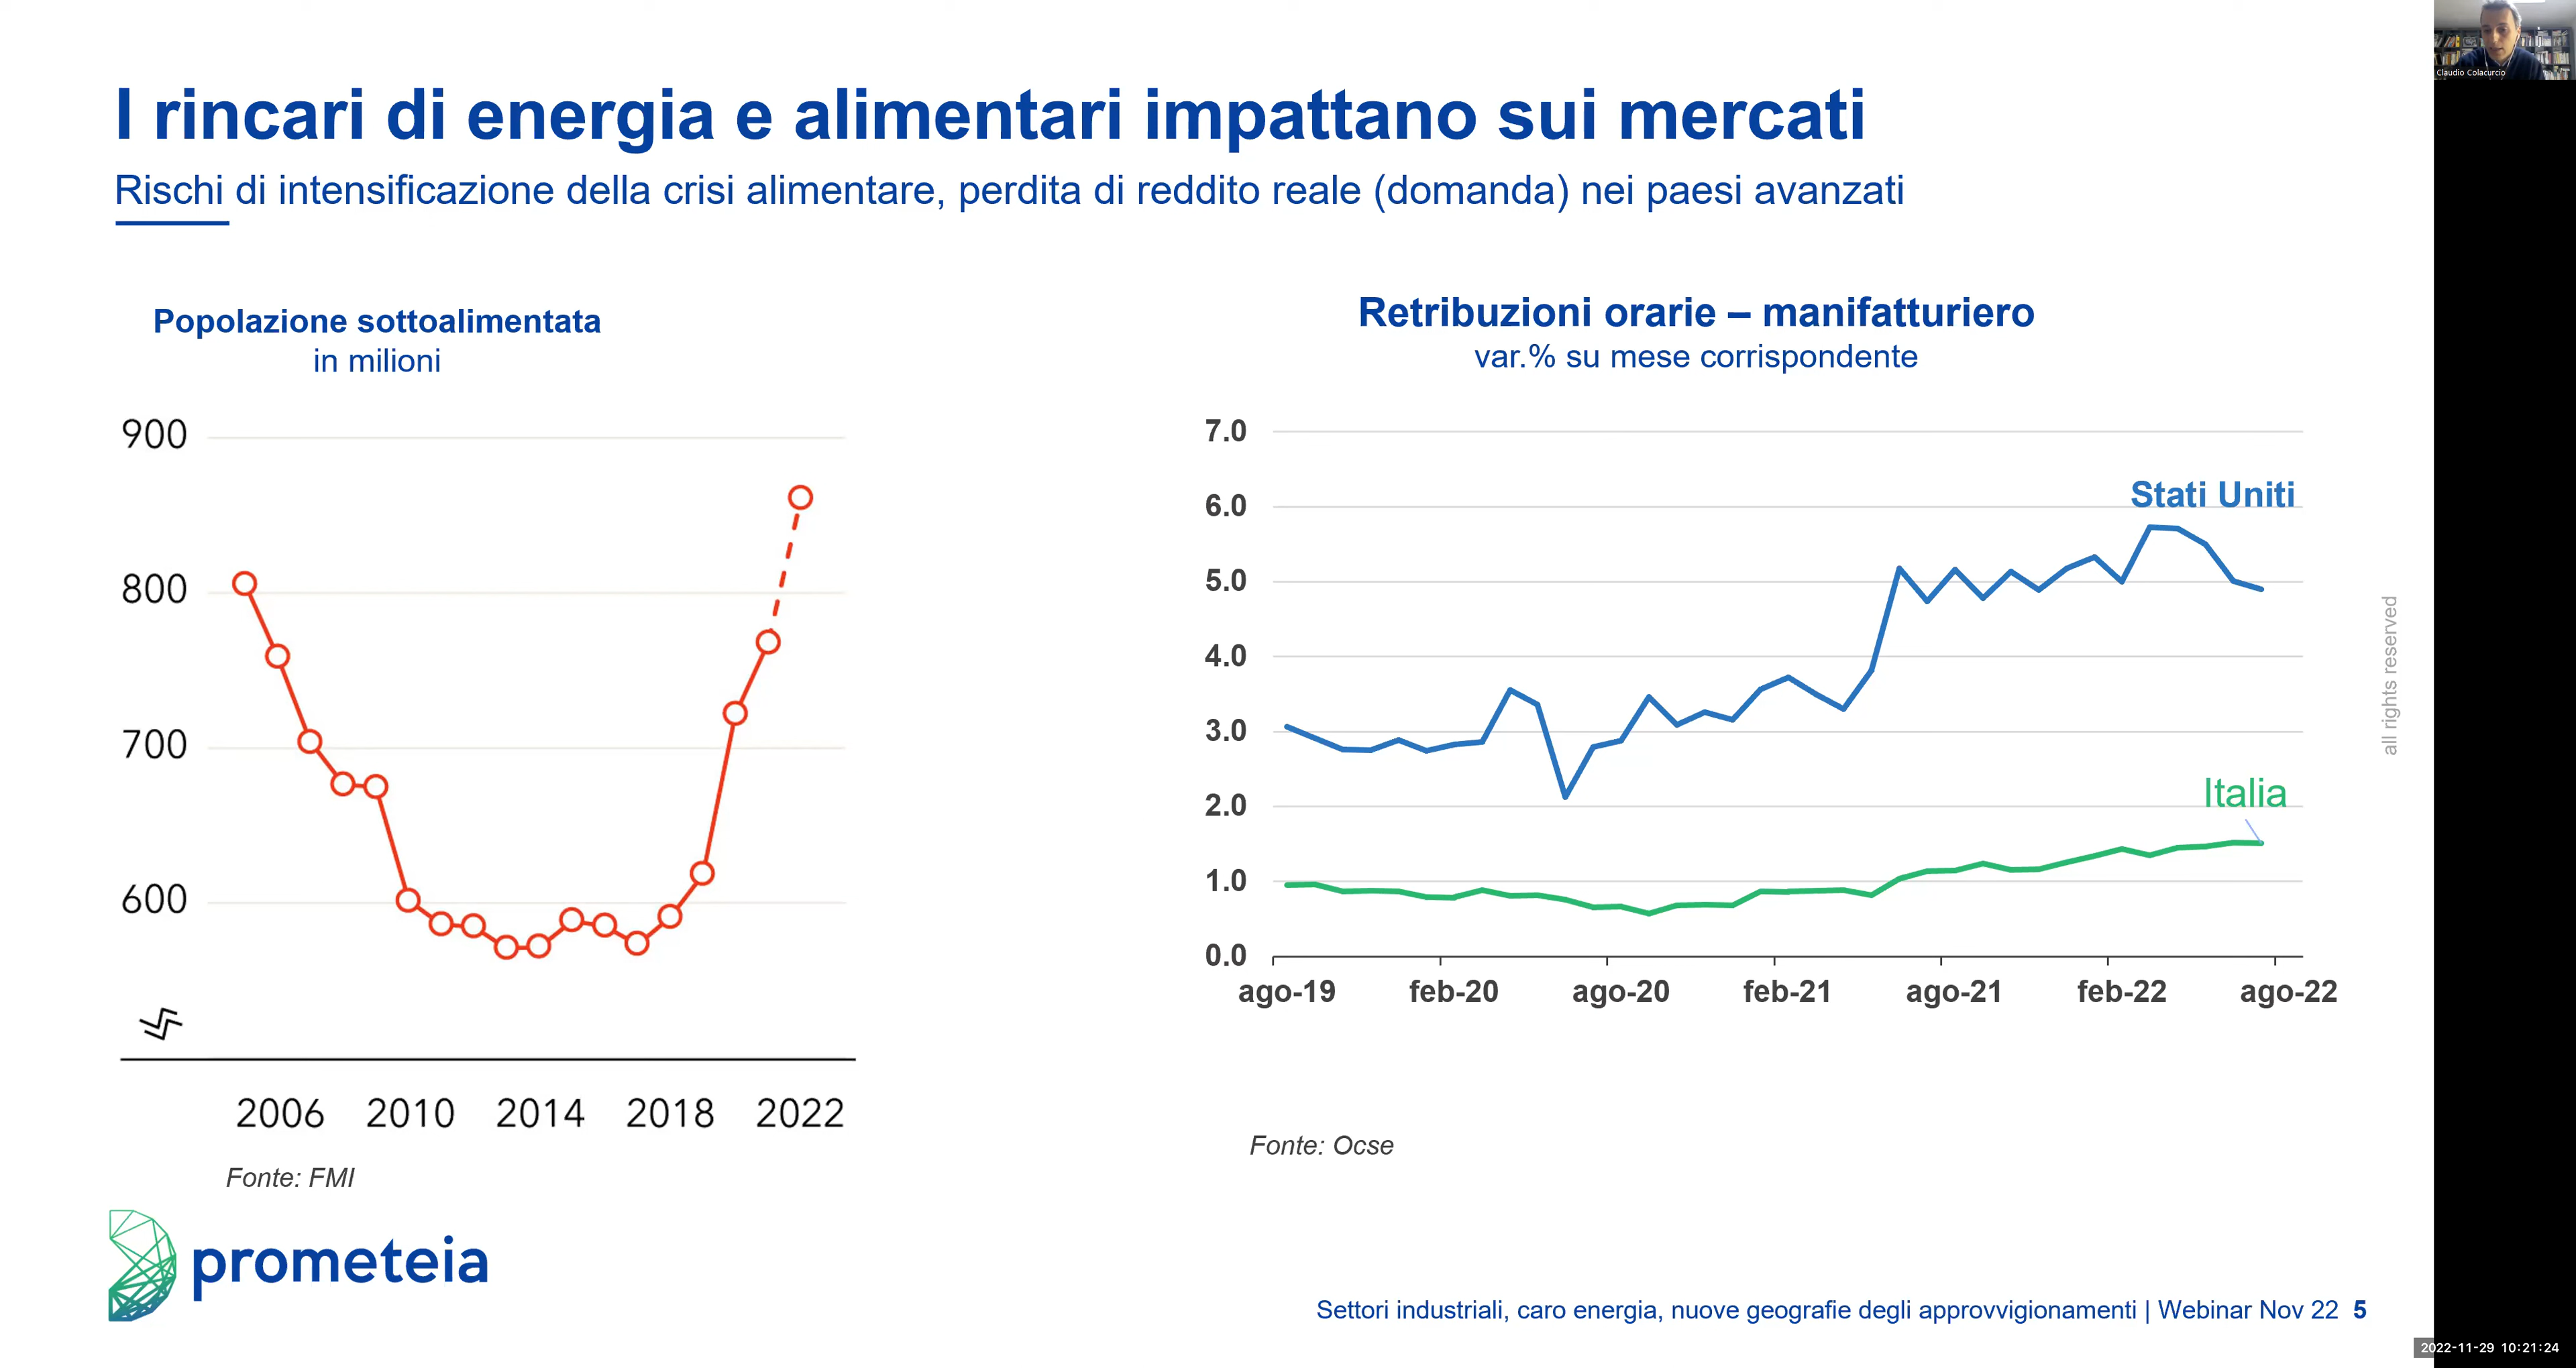 Claudio Colacurcio
I rincari di energia e alimentari impattano sui mercati
Rischi di intensificazione della crisi alimentare, perdita di reddito reale (domanda) nei paesi avanzati
Popolazione sottoalimentata
in milioni
900
800
700
600
2006 2010 2014 2018 2022
Fonte: FMI
Retribuzioni orarie – manifatturiero
var.% su mese corrispondente
7.0
6.0
5.0
4.0
3.0
2.0
1.0
0.0
Stati Uniti
Italia
ago-19 feb-20 ago-20 feb-21 ago-21 feb-22 ago-22
Fonte: Ocse
all rights reserved
prometeia
Settori industriali, caro energia, nuove geografie degli approvvigionamenti | Webinar Nov 22 5
2022-11-29 10:21:24